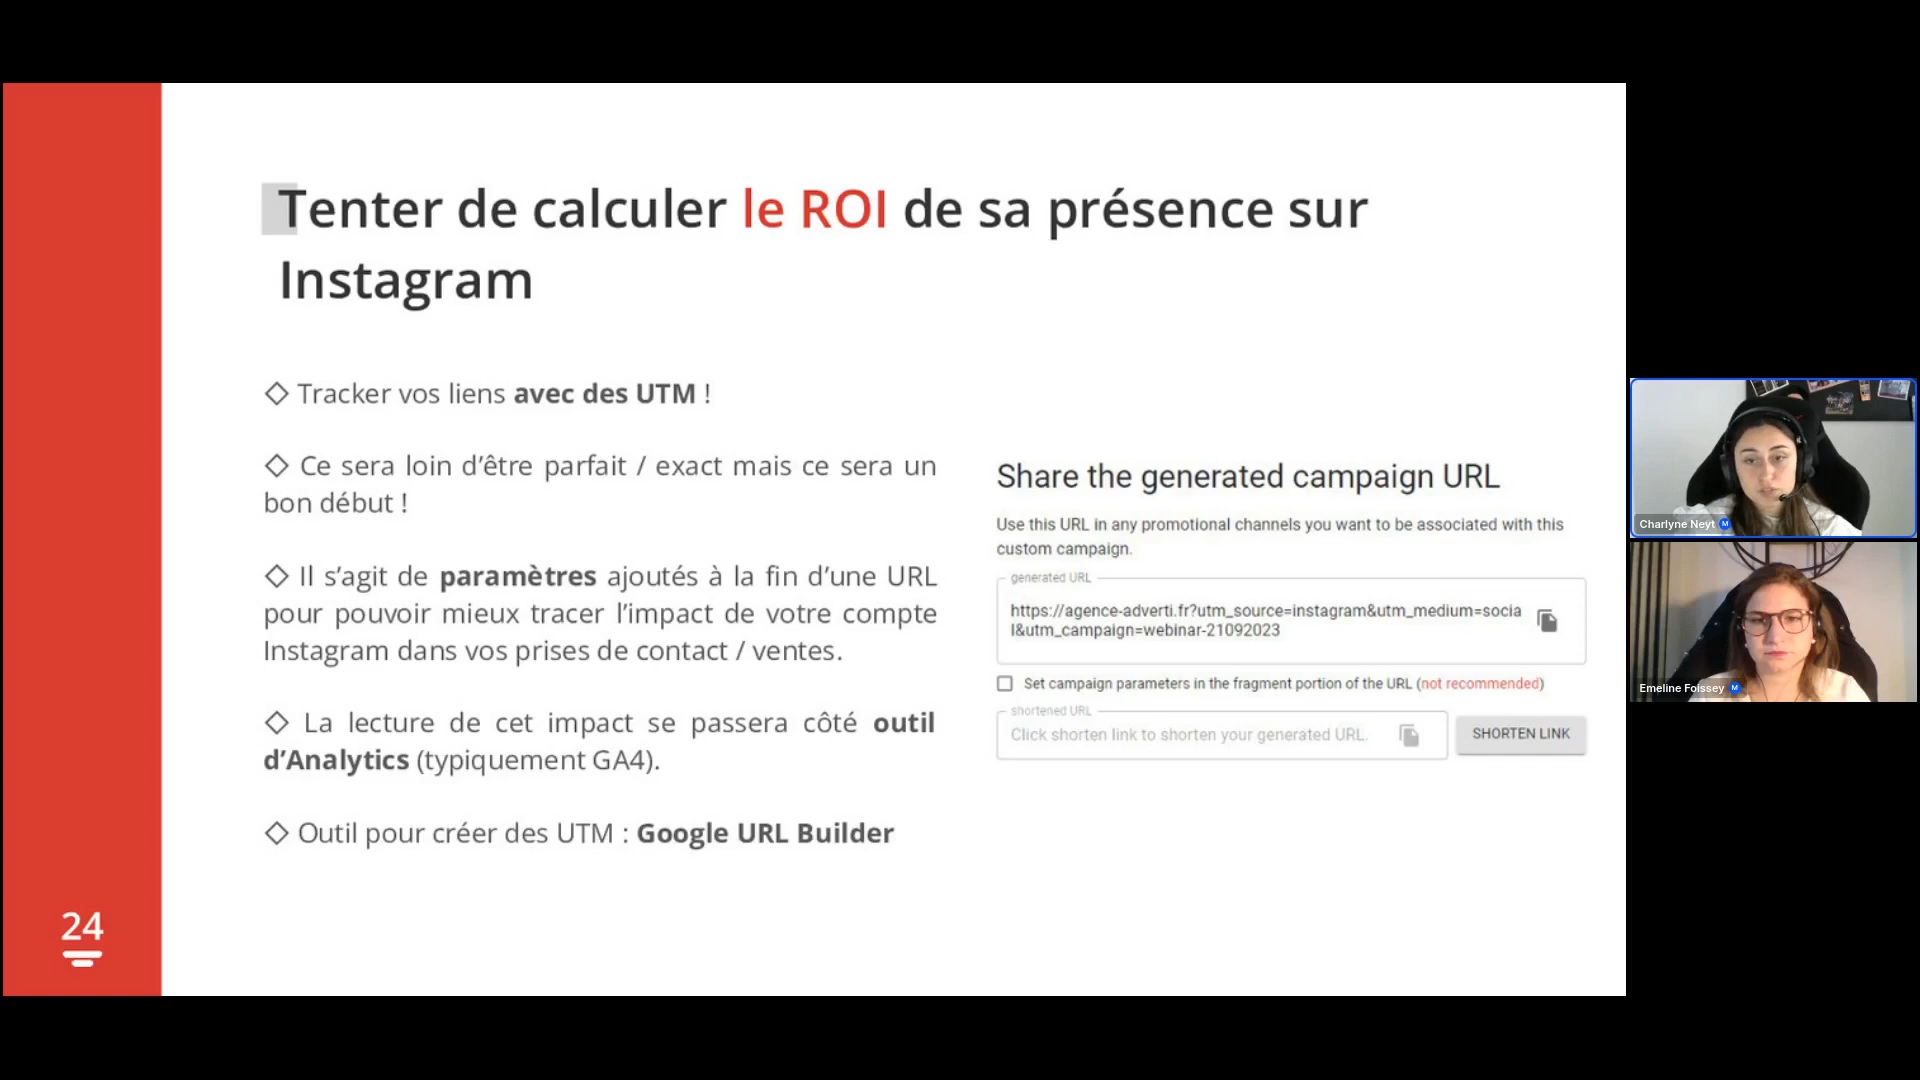 Tenter de calculer le ROI de sa présence sur
Instagram
◇ Tracker vos liens avec des UTM !
◇ Ce sera loin d’être parfait / exact mais ce sera un
bon début !
◇ Il s’agit de paramètres ajoutés à la fin d’une URL
pour pouvoir mieux tracer l’impact de votre compte
Instagram dans vos prises de contact / ventes.
◇ La lecture de cet impact se passera côté outil
d’Analytics (typiquement GA4).
◇ Outil pour créer des UTM : Google URL Builder
24
Share the generated campaign URL
Use this URL in any promotional channels you want to be associated with this
custom campaign.
generated URL
https://agence-adverti.fr?utm_source=instagram&utm_medium=socia
l&utm_campaign=webinar-21092023
Set campaign parameters in the fragment portion of the URL (not recommended)
shortened URL
Click shorten link to shorten your generated URL.
SHORTEN LINK
Charlyne Neyt M
Emeline Foissey M